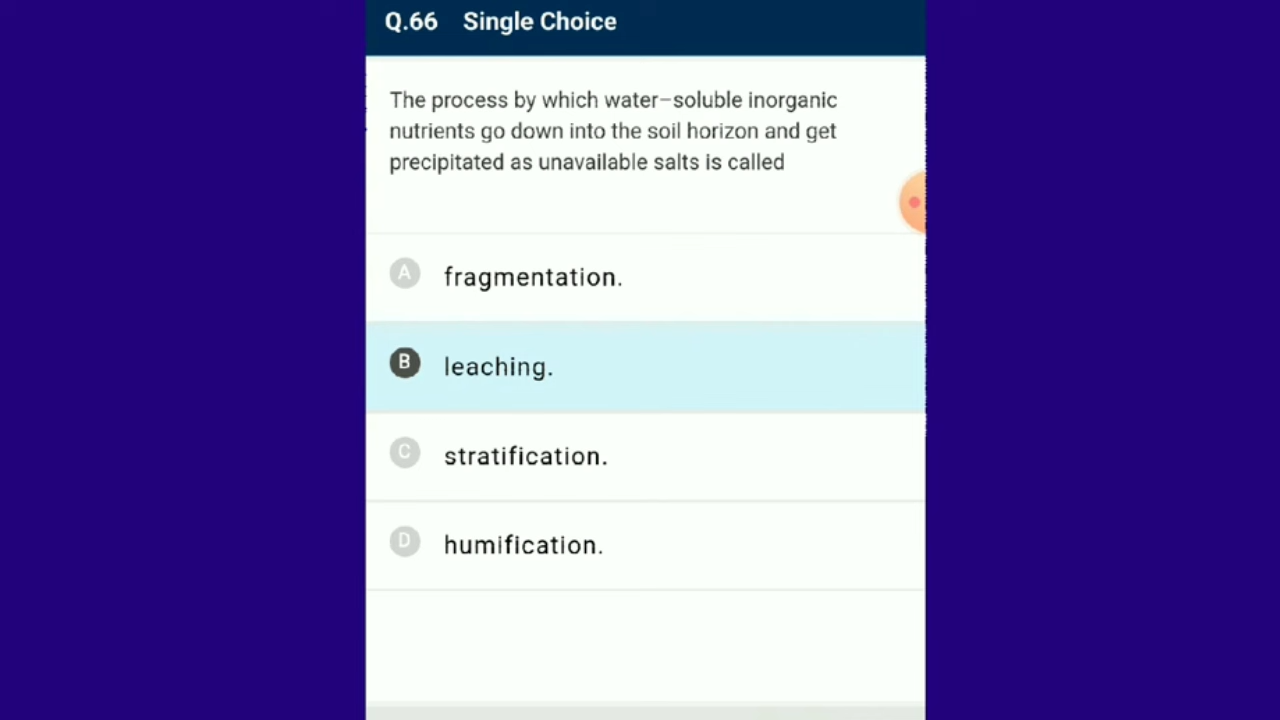 Q.66 Single Choice
The process by which water-soluble inorganic
nutrients go down into the soil horizon and get
precipitated as unavailable salts is called
A fragmentation.
B leaching.
C stratification.
D humification.